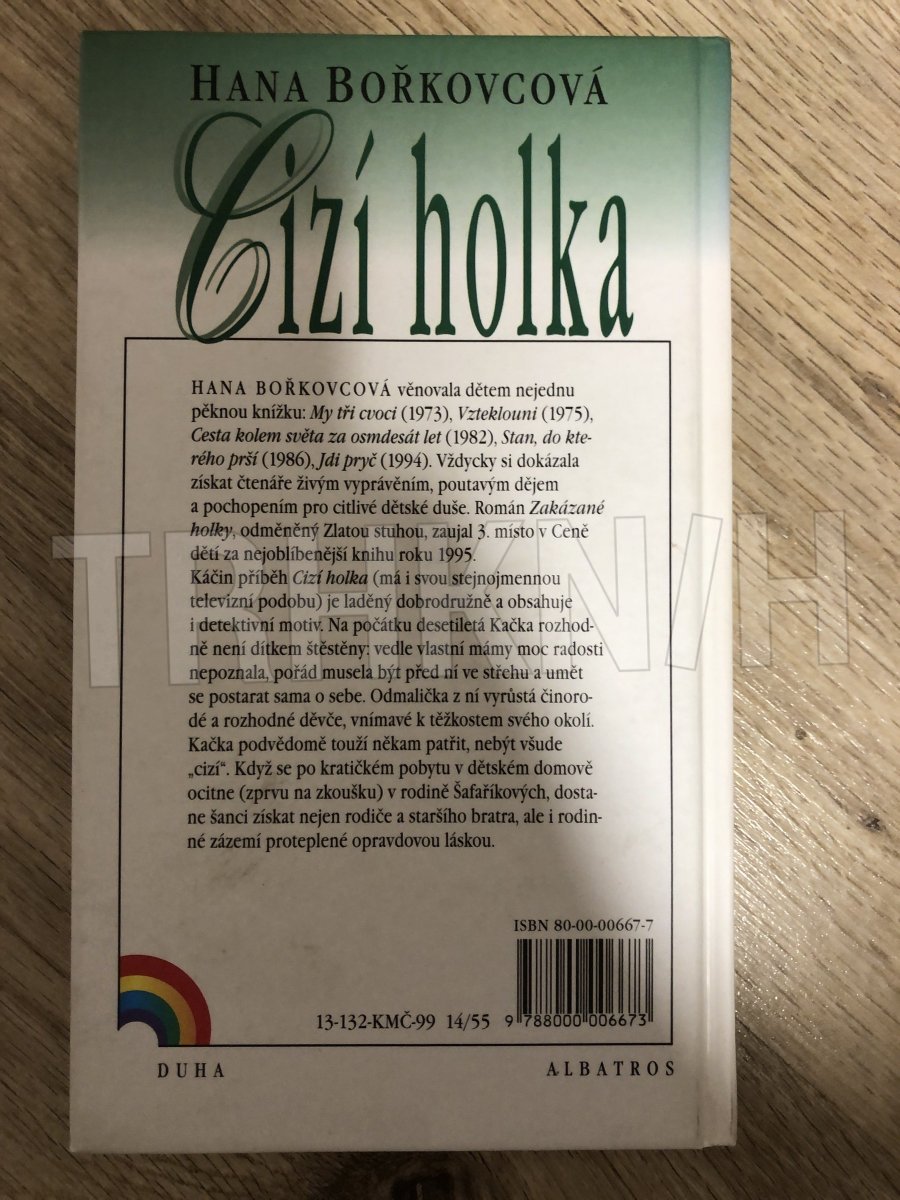 HANA BOŘKOVCOVÁ
Cizí holka
HANA BOŘKOVCOVÁ věnovala dětem nejednu
pěknou knížku: My tři cvoci (1973), Vzteklouni (1975),
Cesta kolem světa za osmdesát let (1982), Stan, do kte-
rého prší (1986), Jdi pryč (1994). Vždycky si dokázala
získat čtenáře živým vyprávěním, poutavým dějem
a pochopením pro citlivé dětské duše. Román Zakázané
holky, odměněný Zlatou stuhou, zaujal 3. místo v Ceně
dětí za nejoblíbenější knihu roku 1995.
Káčin příběh Cizí holka (má i svou stejnojmennou
televizní podobu) je laděný dobrodružně a obsahuje
i detektivní motiv. Na počátku desetiletá Kačka rozhod-
ně není dítkem štěstěny: vedle vlastní mámy moc radosti
nepoznala, pořád musela být před ní ve střehu a umět
se postarat sama o sebe. Odmalička z ní vyrůstá činoro-
dé a rozhodné děvče, vnímavé k těžkostem svého okolí.
Kačka podvědomě touží někam patřit, nebýt všude
„cizí“. Když se po kratičkém pobytu v dětském domově
ocitne (zprvu na zkoušku) v rodině Šafaříkových, dosta-
ne šanci získat nejen rodiče a staršího bratra, ale i rodin-
né zázemí proteplené opravdovou láskou.
TRHKNIH
ISBN 80-00-00667-7
13-132-KMČ-99 14/55
9 788000 006673
DUHA
ALBATROS